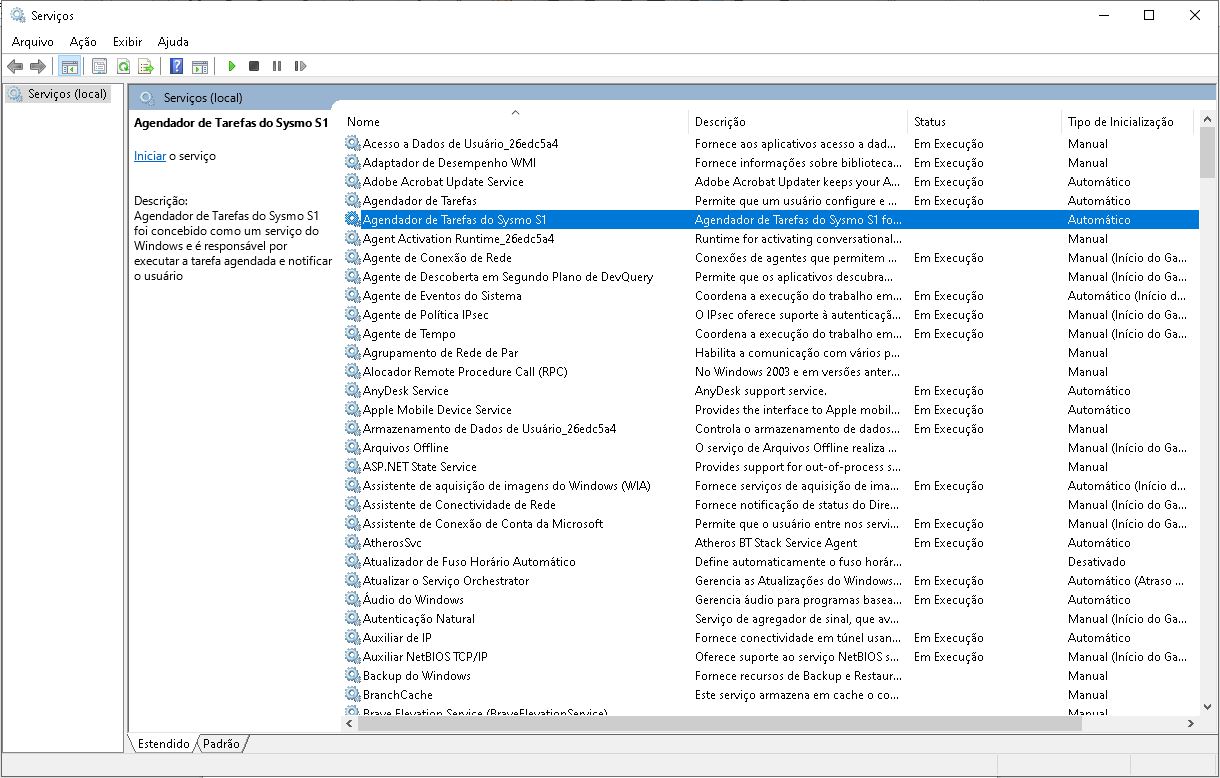 Serviços
Arquivo Ação Exibir Ajuda
Serviços (local)
Serviços (local)
Agendador de Tarefas do Sysmo S1
Iniciar o serviço
Descrição:
Agendador de Tarefas do Sysmo S1
foi concebido como um serviço do
Windows e é responsável por
executar a tarefa agendada e notificar
o usuário
Nome Descrição Status Tipo de Inicialização
Acesso a Dados de Usuário_26edc5a4 Fornece aos aplicativos acesso a dad... Em Execução Manual
Adaptador de Desempenho WMI Fornece informações sobre biblioteca... Em Execução Manual
Adobe Acrobat Update Service Adobe Acrobat Updater keeps your A... Em Execução Automático
Agendador de Tarefas Permite que um usuário configure e ... Em Execução Automático
Agendador de Tarefas do Sysmo S1 Agendador de Tarefas do Sysmo S1 fo... Automático
Agent Activation Runtime_26edc5a4 Runtime for activating conversational... Manual
Agente de Conexão de Rede Conexões de agentes que permitem ... Em Execução Manual (Início do Ga...
Agente de Descoberta em Segundo Plano de DevQuery Permite que os aplicativos descubra... Manual (Início do Ga...
Agente de Eventos do Sistema Coordena a execução do trabalho em... Em Execução Automático (Início d...
Agente de Política IPsec O IPsec oferece suporte à autenticaçã... Em Execução Manual (Início do Ga...
Agente de Tempo Coordena a execução do trabalho em... Em Execução Manual (Início do Ga...
Agrupamento de Rede de Par Habilita a comunicação com vários p... Manual
Alocador Remote Procedure Call (RPC) No Windows 2003 e em versões anter... Manual
AnyDesk Service AnyDesk support service. Em Execução Automático
Apple Mobile Device Service Provides the interface to Apple mobil... Em Execução Automático
Armazenamento de Dados de Usuário_26edc5a4 Controla o armazenamento de dados... Em Execução Manual
Arquivos Offline O serviço de Arquivos Offline realiza ... Manual (Início do Ga...
ASP.NET State Service Provides support for out-of-process s... Manual
Assistente de aquisição de imagens do Windows (WIA) Fornece serviços de aquisição de ima... Em Execução Automático (Início d...
Assistente de Conectividade de Rede Fornece notificação de status do Dire... Manual (Início do Ga...
Assistente de Conexão de Conta da Microsoft Permite que o usuário entre nos servi... Em Execução Manual (Início do Ga...
AtherosSvc Atheros BT Stack Service Agent Em Execução Automático
Atualizador de Fuso Horário Automático Define automaticamente o fuso horár... Desativado
Atualizar o Serviço Orchestrator Gerencia as Atualizações do Windows... Em Execução Automático (Atraso ...
Áudio do Windows Gerencia áudio para programas basea... Em Execução Automático
Autenticação Natural Serviço de agregador de sinal, que av... Manual (Início do Ga...
Auxiliar de IP Fornece conectividade em túnel usan... Em Execução Automático
Auxiliar NetBIOS TCP/IP Oferece suporte ao serviço NetBIOS s... Em Execução Manual (Início do Ga...
Backup do Windows Fornece recursos de Backup e Restaur... Manual
BranchCache Este serviço armazena em cache o co... Manual
Brave Elevation Service (BraveElevationService) Manual
Estendido Padrão